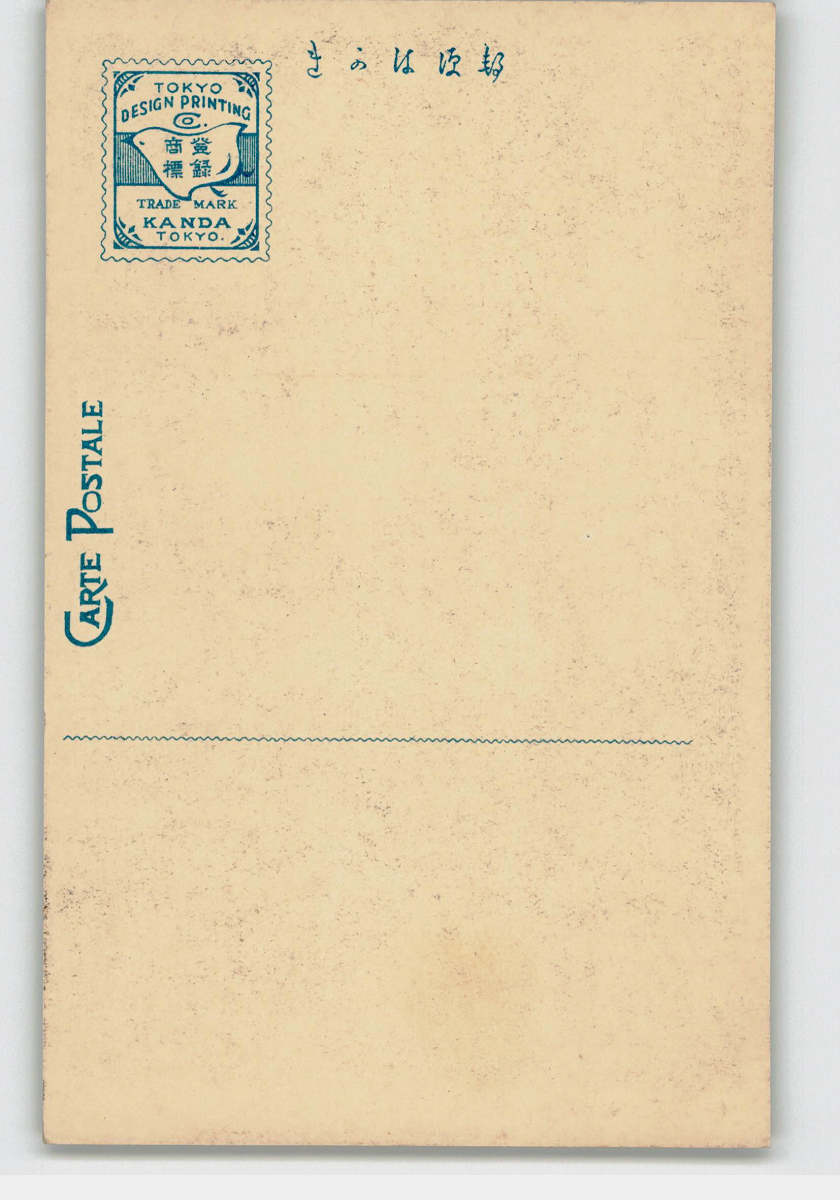 郵便はかき
TOKYO
DESIGN PRINTING
Co.
登録
商標
TRADE MARK
KANDA
TOKYO.
CARTE POSTALE